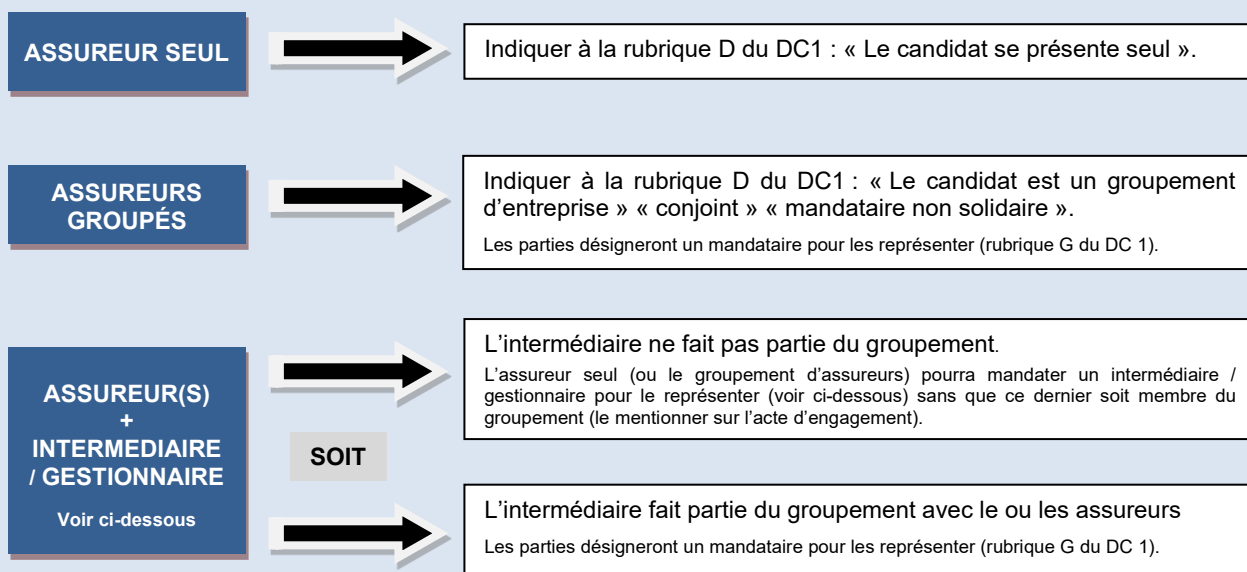 ASSUREUR SEUL
Indiquer à la rubrique D du DC1 : « Le candidat se présente seul ».
ASSUREURS
GROUPÉS
Indiquer à la rubrique D du DC1 : « Le candidat est un groupement
d’entreprise » « conjoint » « mandataire non solidaire ».
Les parties désigneront un mandataire pour les représenter (rubrique G du DC 1).
ASSUREUR(S)
+
INTERMEDIAIRE
/ GESTIONNAIRE
Voir ci-dessous
L’intermédiaire ne fait pas partie du groupement.
L’assureur seul (ou le groupement d’assureurs) pourra mandater un intermédiaire /
gestionnaire pour le représenter (voir ci-dessous) sans que ce dernier soit membre du
groupement (le mentionner sur l’acte d’engagement).
SOIT
L’intermédiaire fait partie du groupement avec le ou les assureurs
Les parties désigneront un mandataire pour les représenter (rubrique G du DC 1).